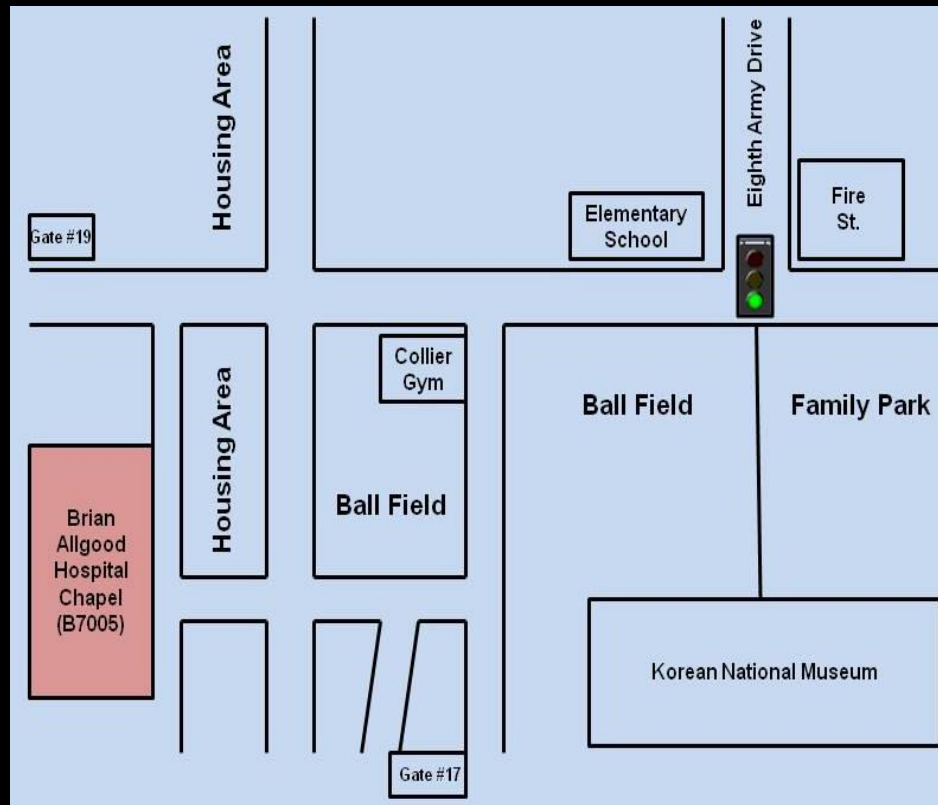 Housing Area
Eighth Army Drive
Fire
St.
Elementary
School
Gate #19
Collier
Gym
Housing Area
Ball Field
Family Park
Ball Field
Brian
Allgood
Hospital
Chapel
(B7005)
Korean National Museum
Gate #17